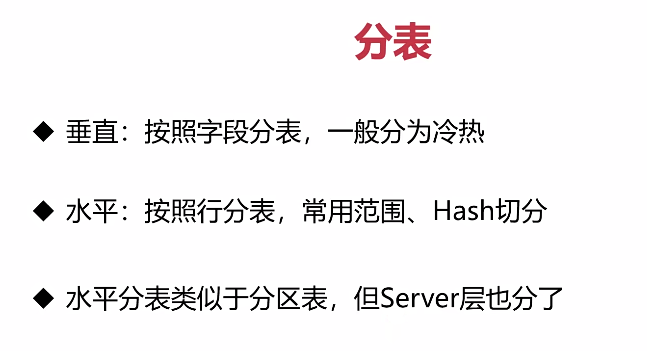 分表
◆ 垂直：按照字段分表，一般分为冷热
◆ 水平：按照行分表，常用范围、Hash切分
◆ 水平分表类似于分区表，但Server层也分了